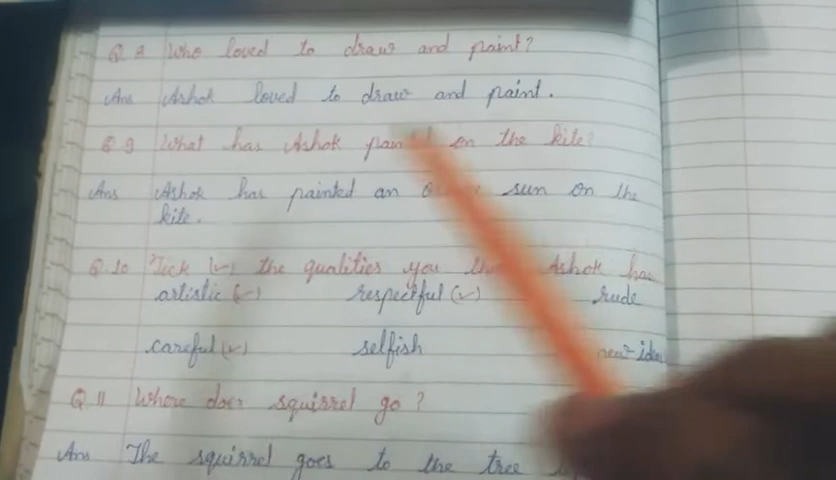 Q.8 Who loved to draw and paint?
Ans Ashok loved to draw and paint.
Q.9 What has Ashok on the kite?
Ans Ashok has painted an sun on the
kite.
Q.10 Tick (✓) the qualities you Ashok has
artistic (✓) respectful (✓) rude
careful (✓) selfish new idea
Q.11 Where does squirrel go?
Ans The squirrel goes to the tree